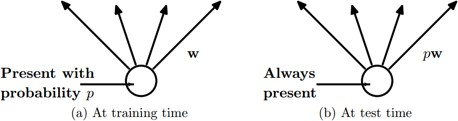 w
Present with
probability p
(a) At training time
pw
Always
present
(b) At test time